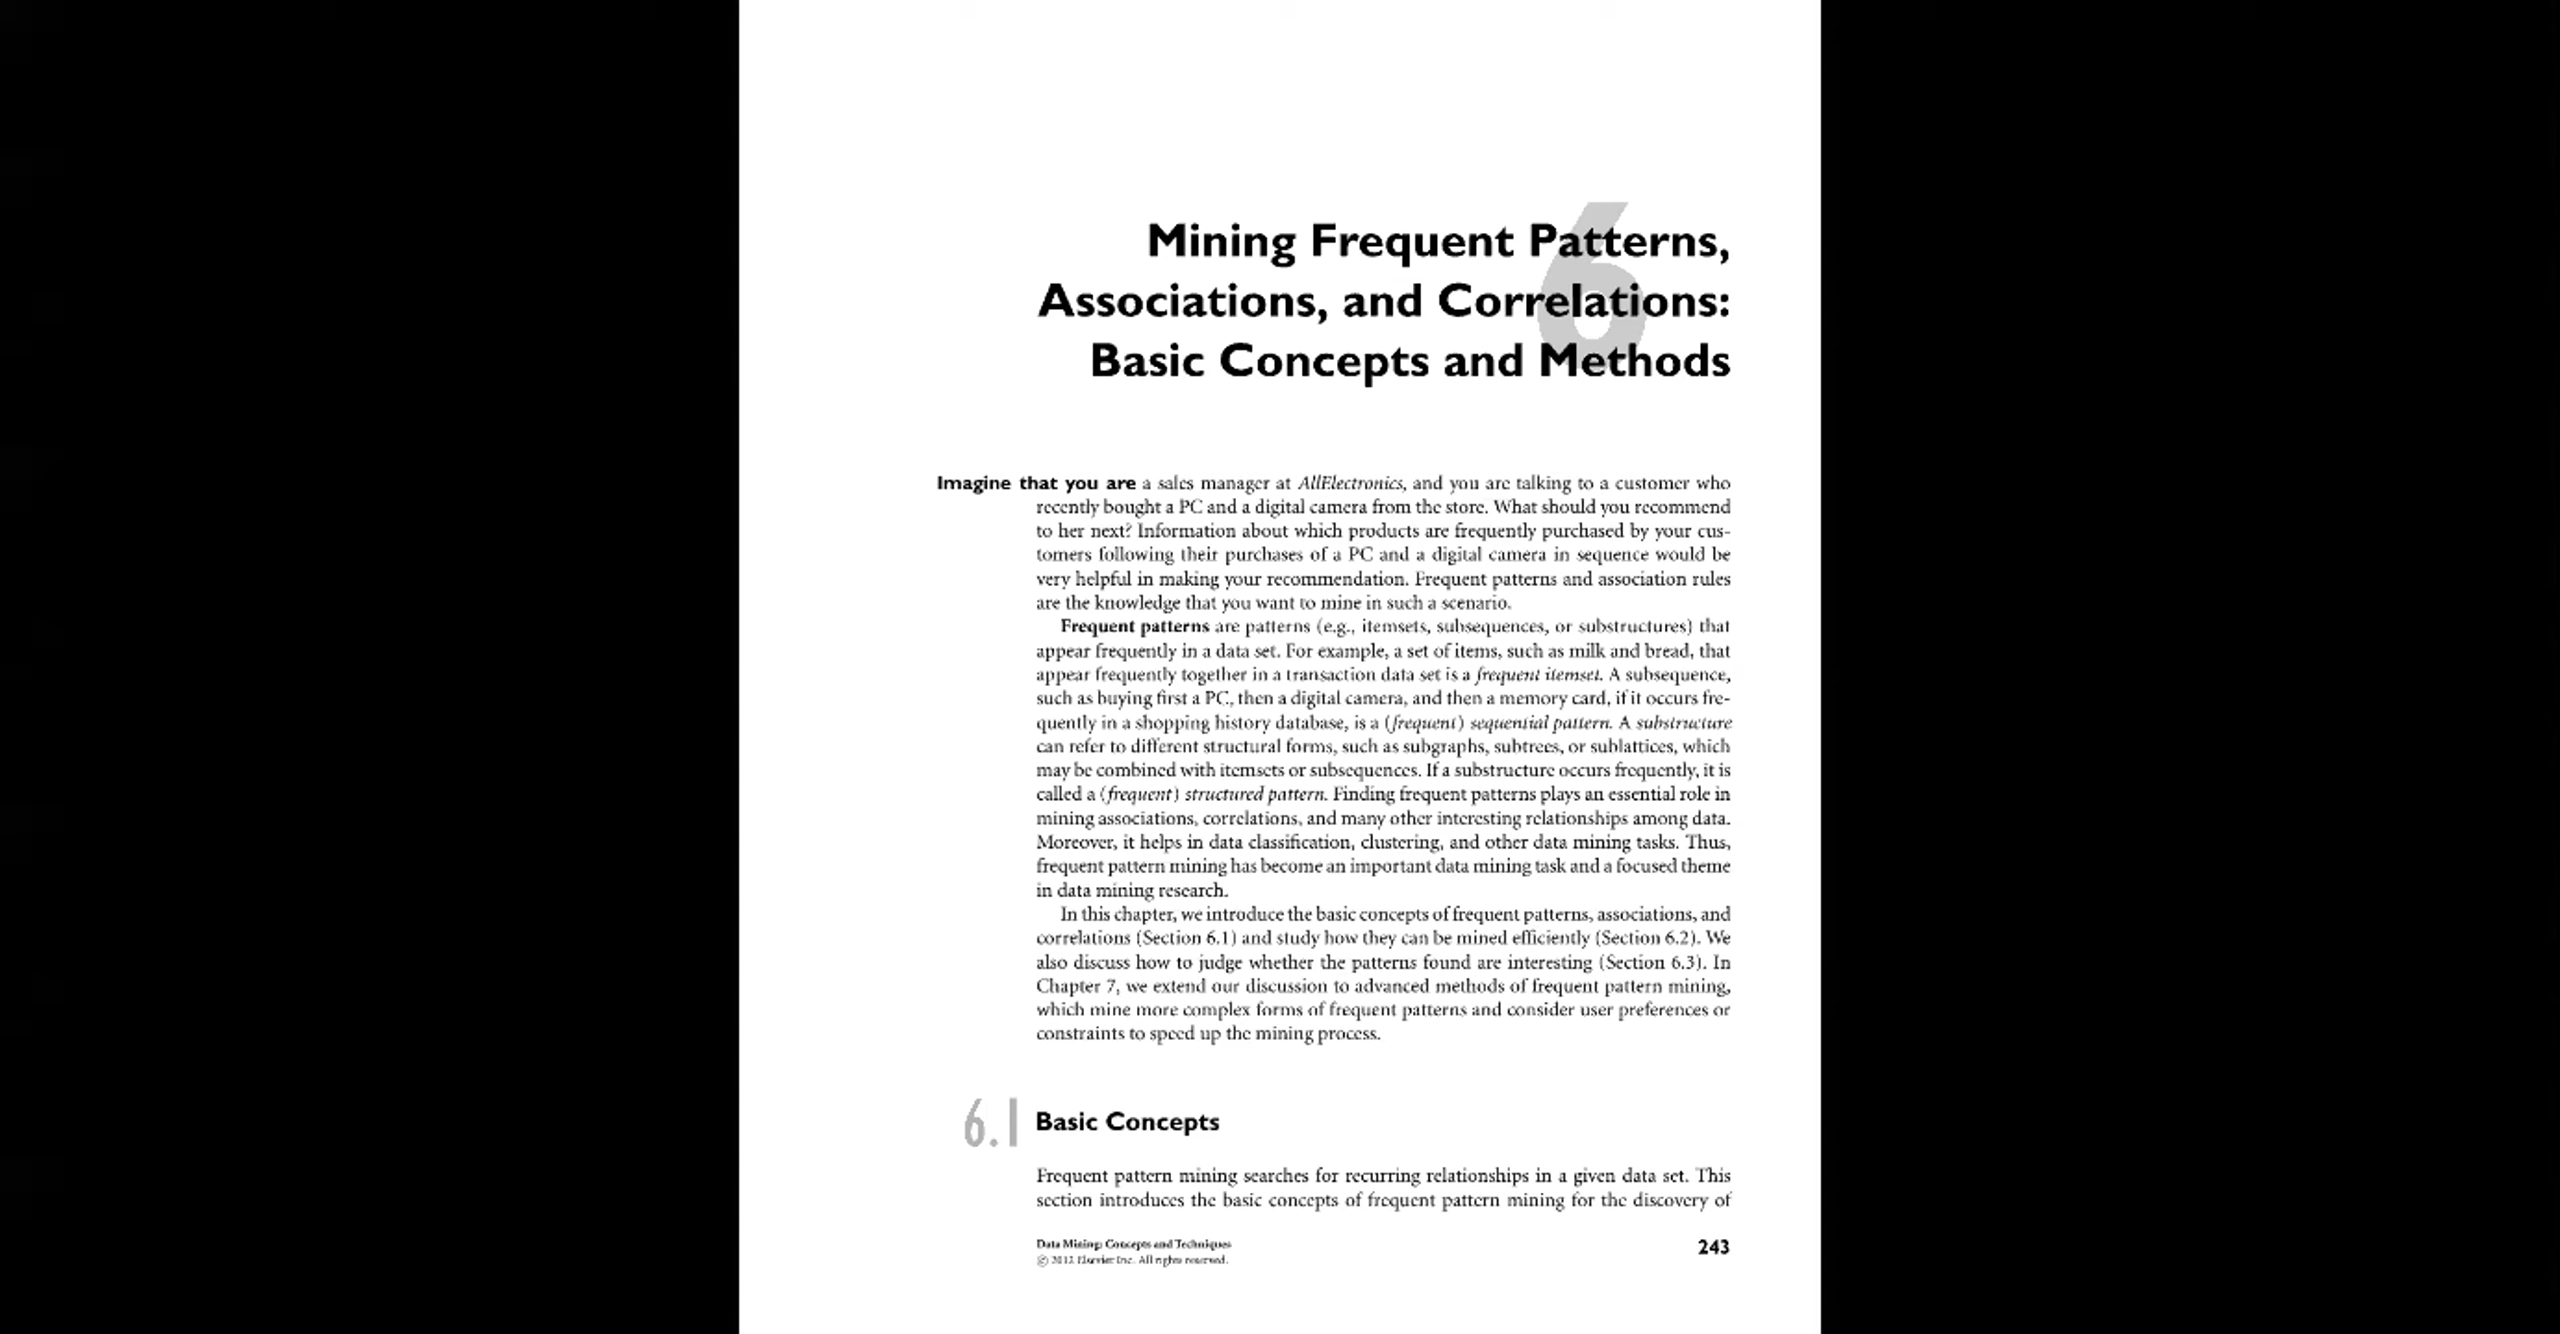 6
Mining Frequent Patterns,
Associations, and Correlations:
Basic Concepts and Methods
Imagine that you are a sales manager at AllElectronics, and you are talking to a customer who
recently bought a PC and a digital camera from the store. What should you recommend
to her next? Information about which products are frequently purchased by your cus-
tomers following their purchases of a PC and a digital camera in sequence would be
very helpful in making your recommendation. Frequent patterns and association rules
are the knowledge that you want to mine in such a scenario.
Frequent patterns are patterns (e.g., itemsets, subsequences, or substructures) that
appear frequently in a data set. For example, a set of items, such as milk and bread, that
appear frequently together in a transaction data set is a frequent itemset. A subsequence,
such as buying first a PC, then a digital camera, and then a memory card, if it occurs fre-
quently in a shopping history database, is a (frequent) sequential pattern. A substructure
can refer to different structural forms, such as subgraphs, subtrees, or sublattices, which
may be combined with itemsets or subsequences. If a substructure occurs frequently, it is
called a (frequent) structured pattern. Finding frequent patterns plays an essential role in
mining associations, correlations, and many other interesting relationships among data.
Moreover, it helps in data classification, clustering, and other data mining tasks. Thus,
frequent pattern mining has become an important data mining task and a focused theme
in data mining research.
In this chapter, we introduce the basic concepts of frequent patterns, associations, and
correlations (Section 6.1) and study how they can be mined efficiently (Section 6.2). We
also discuss how to judge whether the patterns found are interesting (Section 6.3). In
Chapter 7, we extend our discussion to advanced methods of frequent pattern mining,
which mine more complex forms of frequent patterns and consider user preferences or
constraints to speed up the mining process.
6.1 Basic Concepts
Frequent pattern mining searches for recurring relationships in a given data set. This
section introduces the basic concepts of frequent pattern mining for the discovery of
Data Mining: Concepts and Techniques
© 2012 Elsevier Inc. All rights reserved.
243